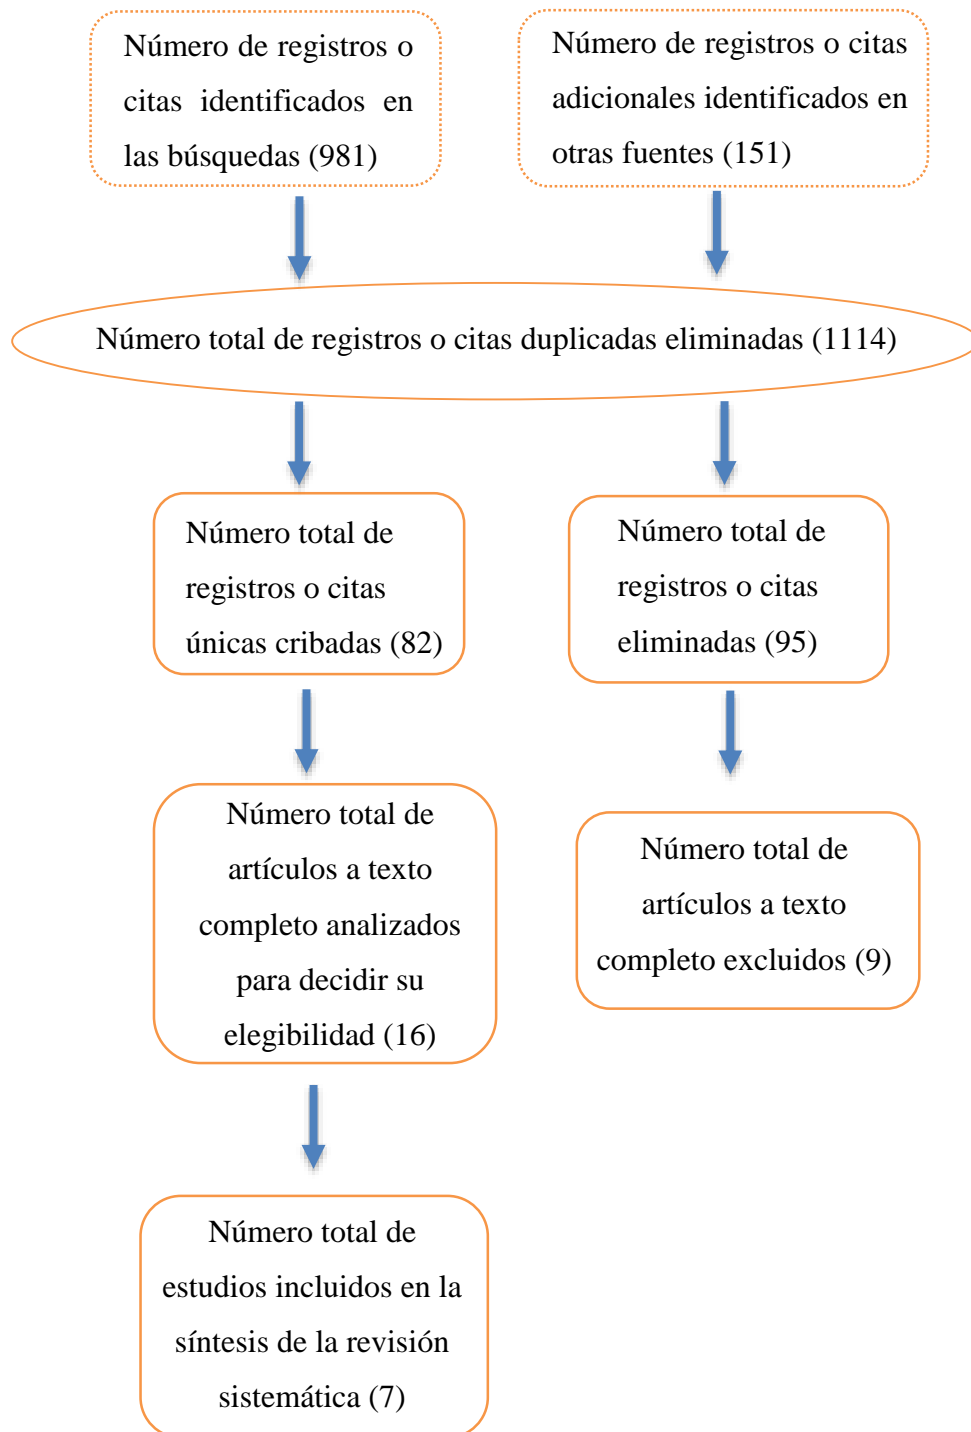 Número de registros o
citas identificados en
las búsquedas (981)
Número de registros o citas
adicionales identificados en
otras fuentes (151)
Número total de registros o citas duplicadas eliminadas (1114)
Número total de
registros o citas
únicas cribadas (82)
Número total de
registros o citas
eliminadas (95)
Número total de
artículos a texto
completo analizados
para decidir su
elegibilidad (16)
Número total de
artículos a texto
completo excluidos (9)
Número total de
estudios incluidos en la
síntesis de la revisión
sistemática (7)